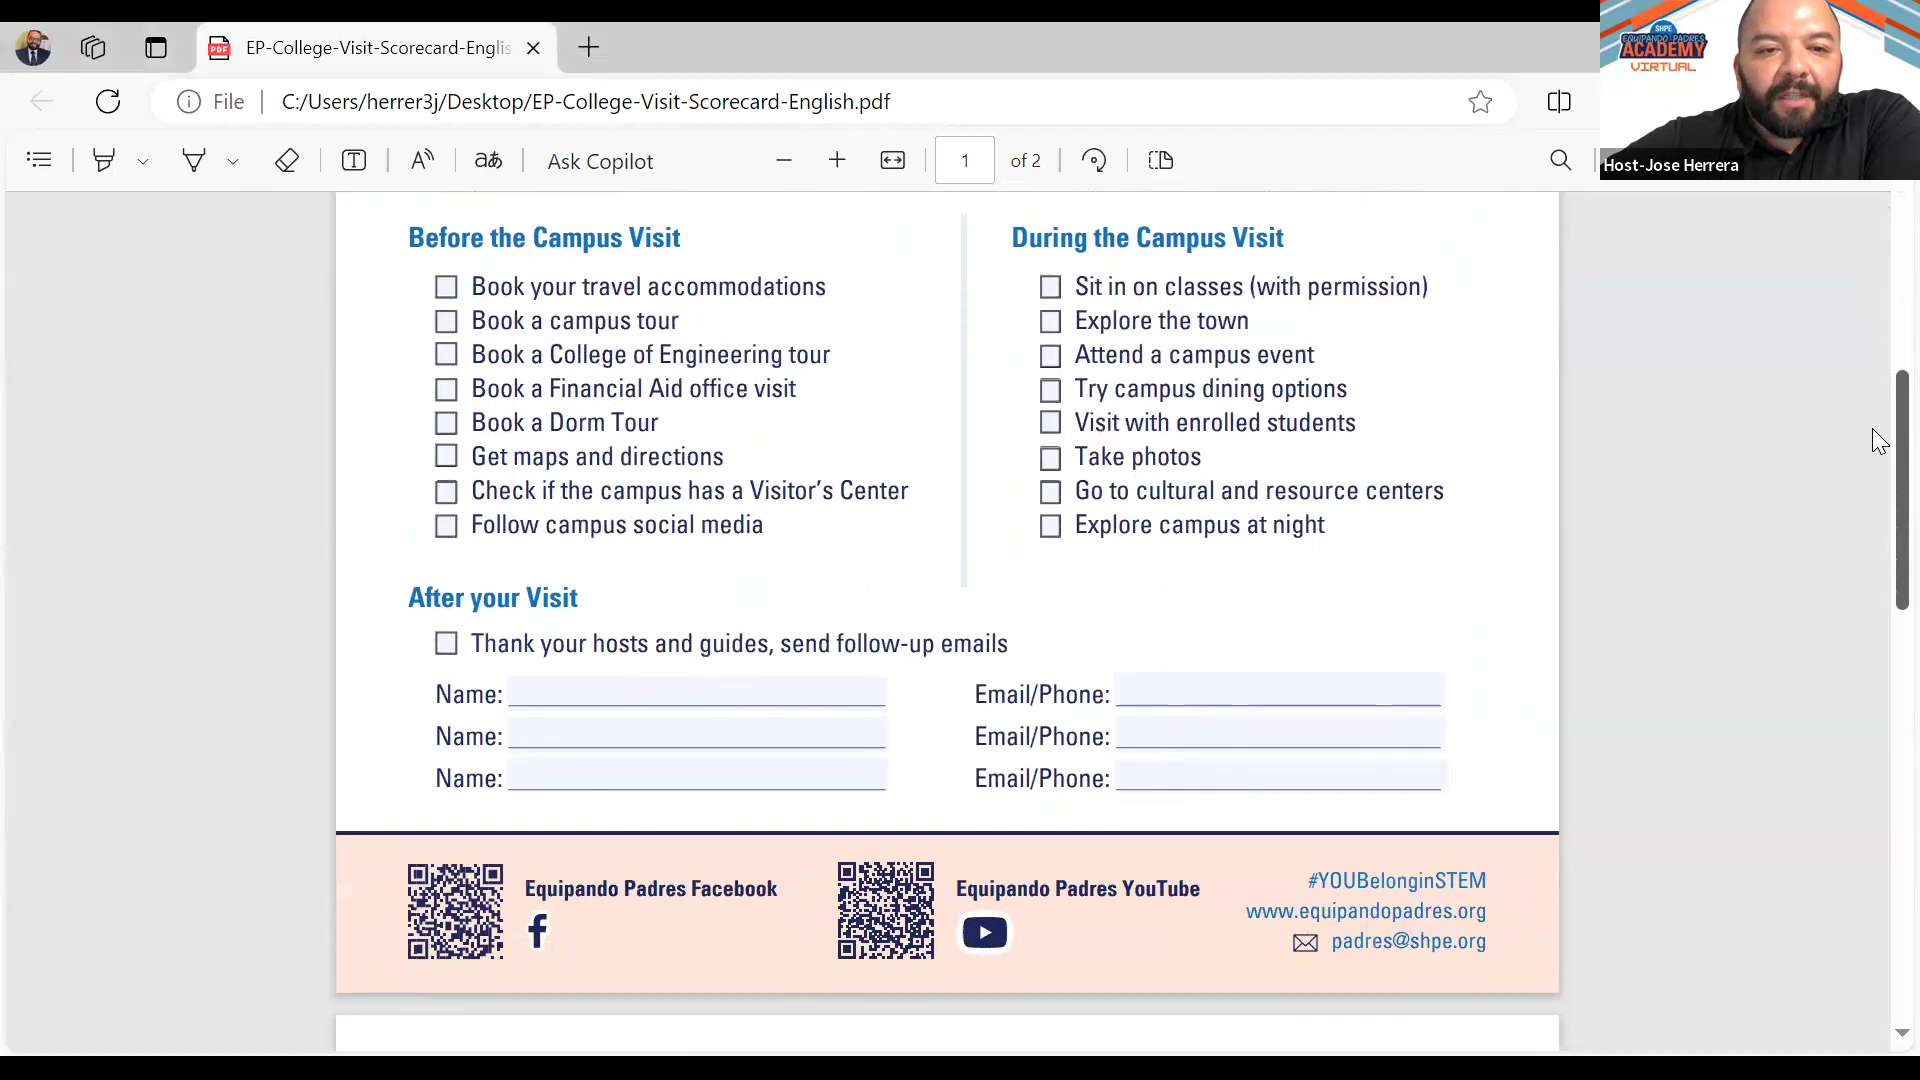 EP-College-Visit-Scorecard-Englis
File
C:/Users/herrer3j/Desktop/EP-College-Visit-Scorecard-English.pdf
Ask Copilot
1 of 2
SHPE
EQUIPANDO PADRES
ACADEMY
VIRTUAL
Host-Jose Herrera
Before the Campus Visit
Book your travel accommodations
Book a campus tour
Book a College of Engineering tour
Book a Financial Aid office visit
Book a Dorm Tour
Get maps and directions
Check if the campus has a Visitor's Center
Follow campus social media
During the Campus Visit
Sit in on classes (with permission)
Explore the town
Attend a campus event
Try campus dining options
Visit with enrolled students
Take photos
Go to cultural and resource centers
Explore campus at night
After your Visit
Thank your hosts and guides, send follow-up emails
Name: Email/Phone:
Name: Email/Phone:
Name: Email/Phone:
Equipando Padres Facebook
Equipando Padres YouTube
#YOUBelonginSTEM
www.equipandopadres.org
padres@shpe.org